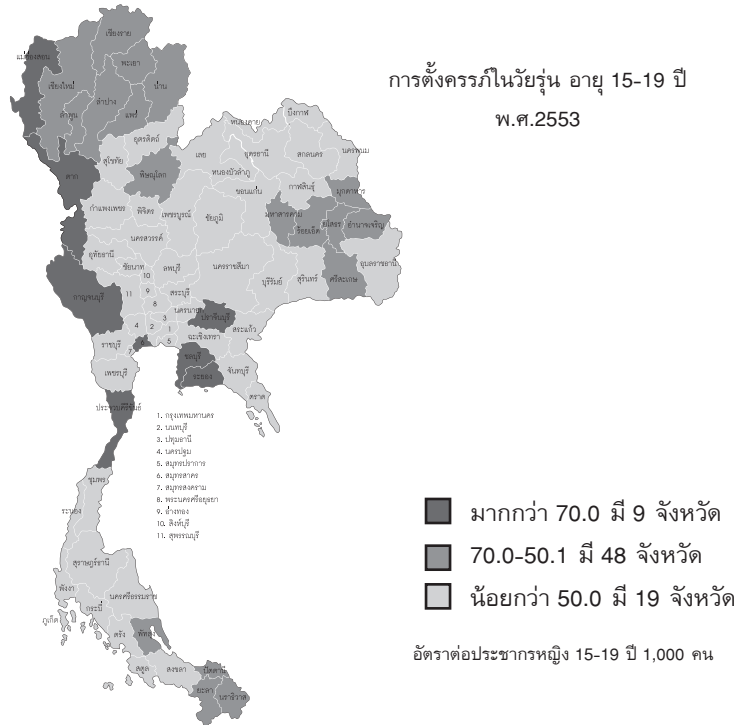 การตั้งครรภ์ในวัยรุ่น อายุ 15-19 ปี
พ.ศ.2553
เชียงราย
แม่ฮ่องสอน
พะเยา
เชียงใหม่
น่าน
ลำปาง
ลำพูน
แพร่
อุตรดิตถ์
สุโขทัย
ตาก
พิษณุโลก
เลย
หนองคาย
บึงกาฬ
อุดรธานี
สกลนคร
นครพนม
หนองบัวลำภู
ขอนแก่น
กาฬสินธุ์
มุกดาหาร
กำแพงเพชร
พิจิตร
เพชรบูรณ์
ชัยภูมิ
มหาสารคาม
ร้อยเอ็ด
ยโสธร
อำนาจเจริญ
นครสวรรค์
อุทัยธานี
ชัยนาท
ลพบุรี
นครราชสีมา
บุรีรัมย์
สุรินทร์
ศรีสะเกษ
อุบลราชธานี
10
9
11
8
สระบุรี
กาญจนบุรี
นครนายก
ปราจีนบุรี
3
4
2
1
สระแก้ว
ราชบุรี
6
5
7
ฉะเชิงเทรา
ชลบุรี
เพชรบุรี
ระยอง
จันทบุรี
ตราด
ประจวบคีรีขันธ์
1. กรุงเทพมหานคร
2. นนทบุรี
3. ปทุมธานี
4. นครปฐม
5. สมุทรปราการ
6. สมุทรสาคร
7. สมุทรสงคราม
8. พระนครศรีอยุธยา
9. อ่างทอง
10. สิงห์บุรี
11. สุพรรณบุรี
ชุมพร
ระนอง
สุราษฎร์ธานี
พังงา
นครศรีธรรมราช
กระบี่
ภูเก็ต
ตรัง
พัทลุง
สตูล
สงขลา
ปัตตานี
ยะลา
นราธิวาส
มากกว่า 70.0 มี 9 จังหวัด
70.0-50.1 มี 48 จังหวัด
น้อยกว่า 50.0 มี 19 จังหวัด
อัตราต่อประชากรหญิง 15-19 ปี 1,000 คน